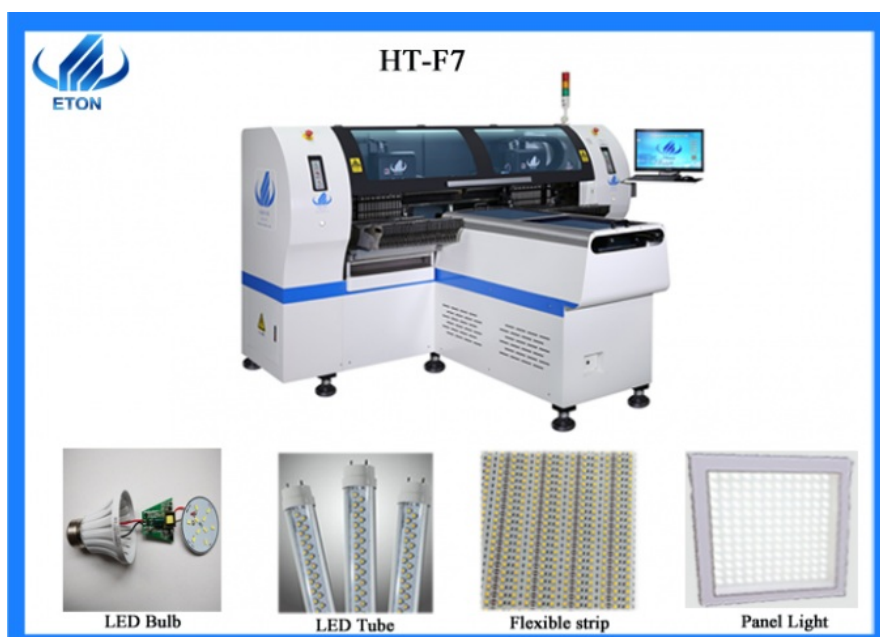 HT-F7
ETON
LED Bulb
LED Tube
Flexible strip
Panel Light